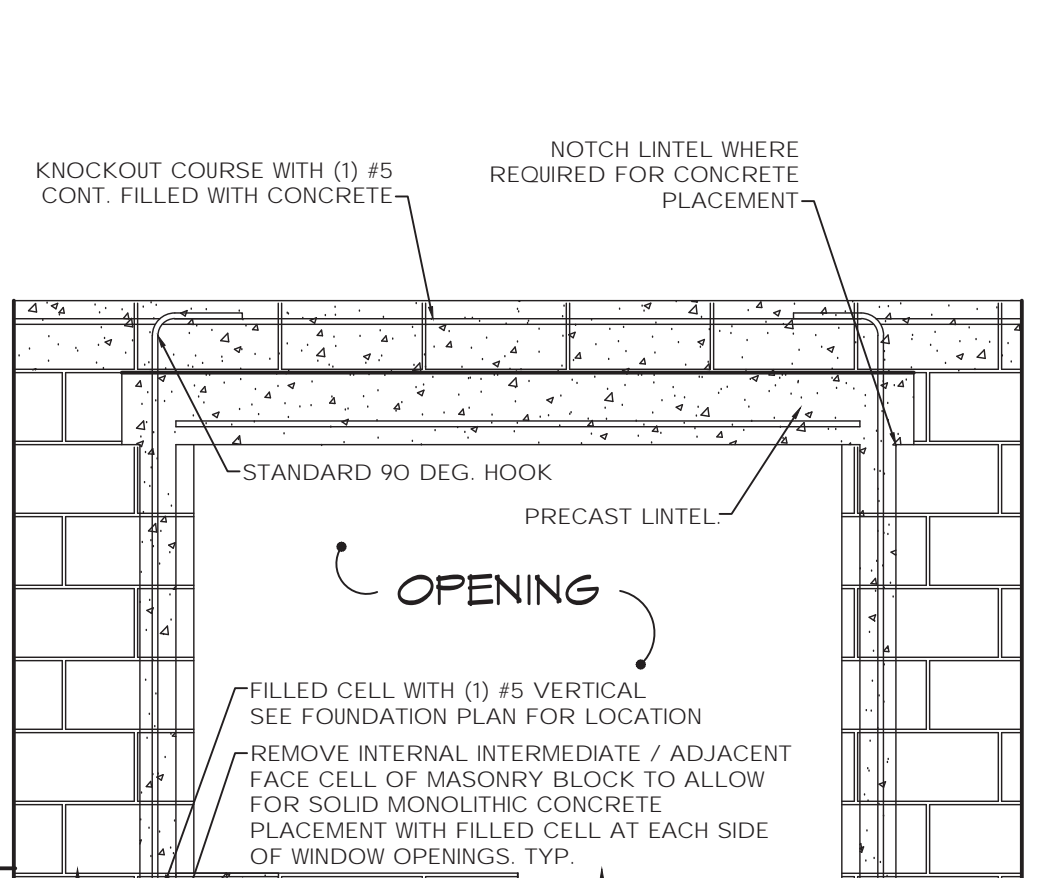 KNOCKOUT COURSE WITH (1) #5
CONT. FILLED WITH CONCRETE
NOTCH LINTEL WHERE
REQUIRED FOR CONCRETE
PLACEMENT
STANDARD 90 DEG. HOOK
PRECAST LINTEL.
OPENING
FILLED CELL WITH (1) #5 VERTICAL
SEE FOUNDATION PLAN FOR LOCATION
REMOVE INTERNAL INTERMEDIATE / ADJACENT
FACE CELL OF MASONRY BLOCK TO ALLOW
FOR SOLID MONOLITHIC CONCRETE
PLACEMENT WITH FILLED CELL AT EACH SIDE
OF WINDOW OPENINGS. TYP.